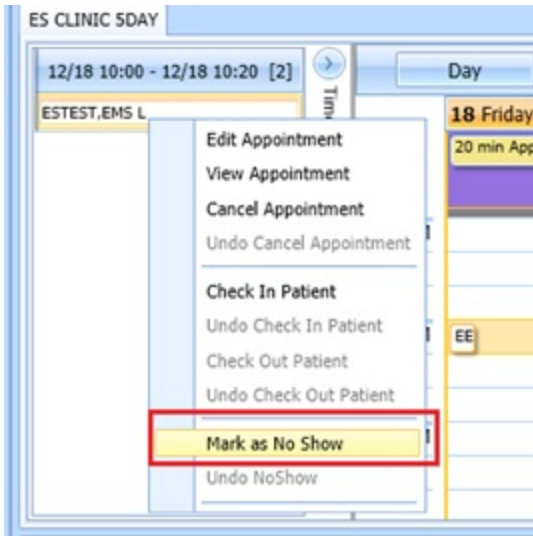 ES CLINIC 5DAY
12/18 10:00 - 12/18 10:20 [2]
Day
Time
ESTEST,EMS L
18 Friday
20 min App
Edit Appointment
View Appointment
Cancel Appointment
Undo Cancel Appointment
Check In Patient
Undo Check In Patient
Check Out Patient
Undo Check Out Patient
EE
Mark as No Show
Undo NoShow